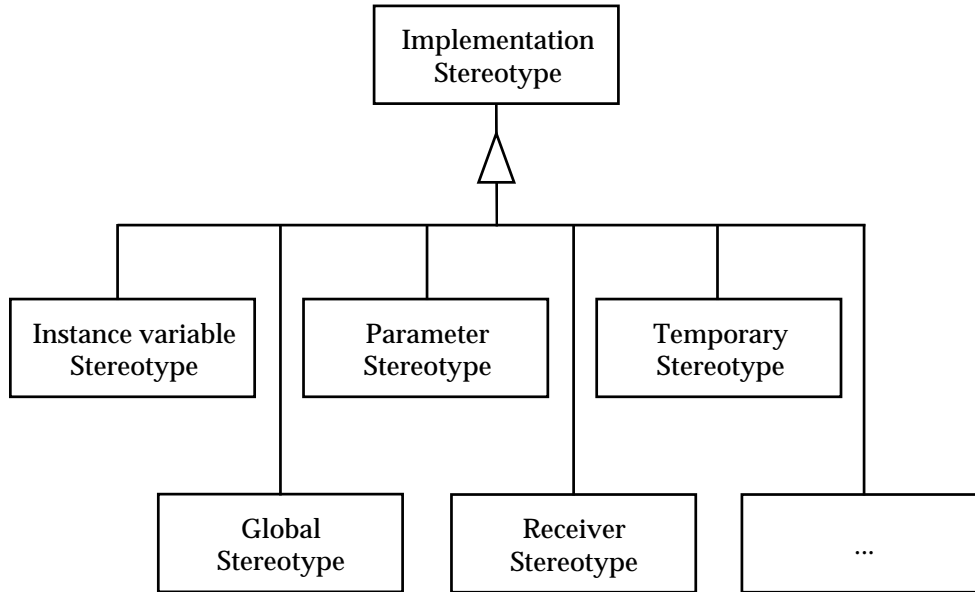 Implementation
Stereotype
Instance variable
Stereotype
Parameter
Stereotype
Temporary
Stereotype
Global
Stereotype
Receiver
Stereotype
...